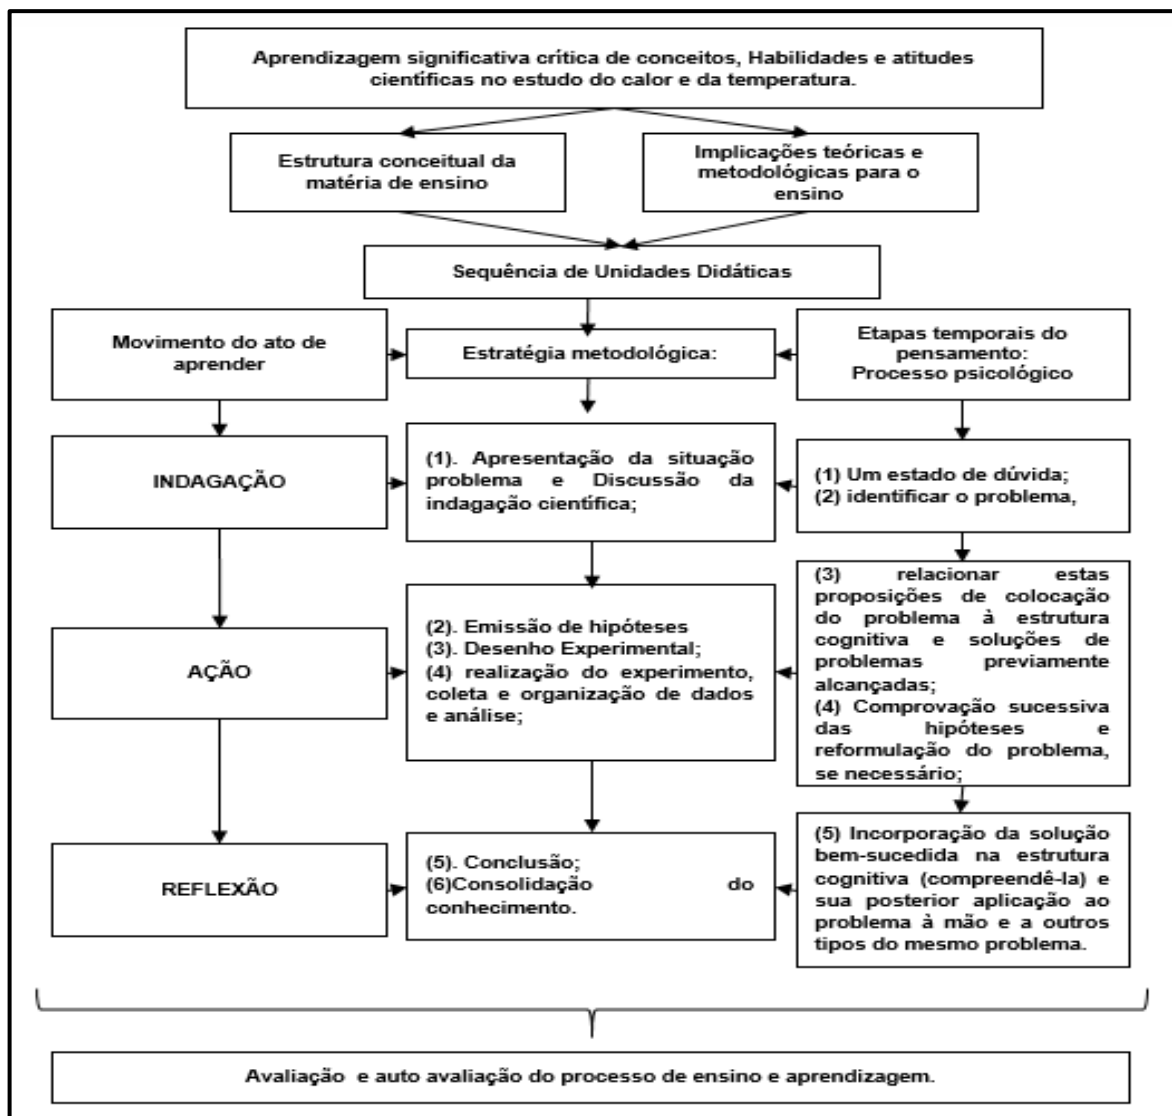 Aprendizagem significativa crítica de conceitos, Habilidades e atitudes
científicas no estudo do calor e da temperatura.
Estrutura conceitual da
matéria de ensino
Implicações teóricas e
metodológicas para o
ensino
Sequência de Unidades Didáticas
Movimento do ato de
aprender
Estratégia metodológica:
Etapas temporais do
pensamento:
Processo psicológico
INDAGAÇÃO
(1). Apresentação da situação
problema e Discussão da
indagação científica;
(1) Um estado de dúvida;
(2) identificar o problema,
AÇÃO
(2). Emissão de hipóteses
(3). Desenho Experimental;
(4) realização do experimento,
coleta e organização de dados
e análise;
(3) relacionar estas
proposições de colocação
do problema à estrutura
cognitiva e soluções de
problemas previamente
alcançadas;
(4) Comprovação sucessiva
das hipóteses e
reformulação do problema,
se necessário;
REFLEXÃO
(5). Conclusão;
(6)Consolidação do
conhecimento.
(5) Incorporação da solução
bem-sucedida na estrutura
cognitiva (compreendê-la) e
sua posterior aplicação ao
problema à mão e a outros
tipos do mesmo problema.
Avaliação e auto avaliação do processo de ensino e aprendizagem.